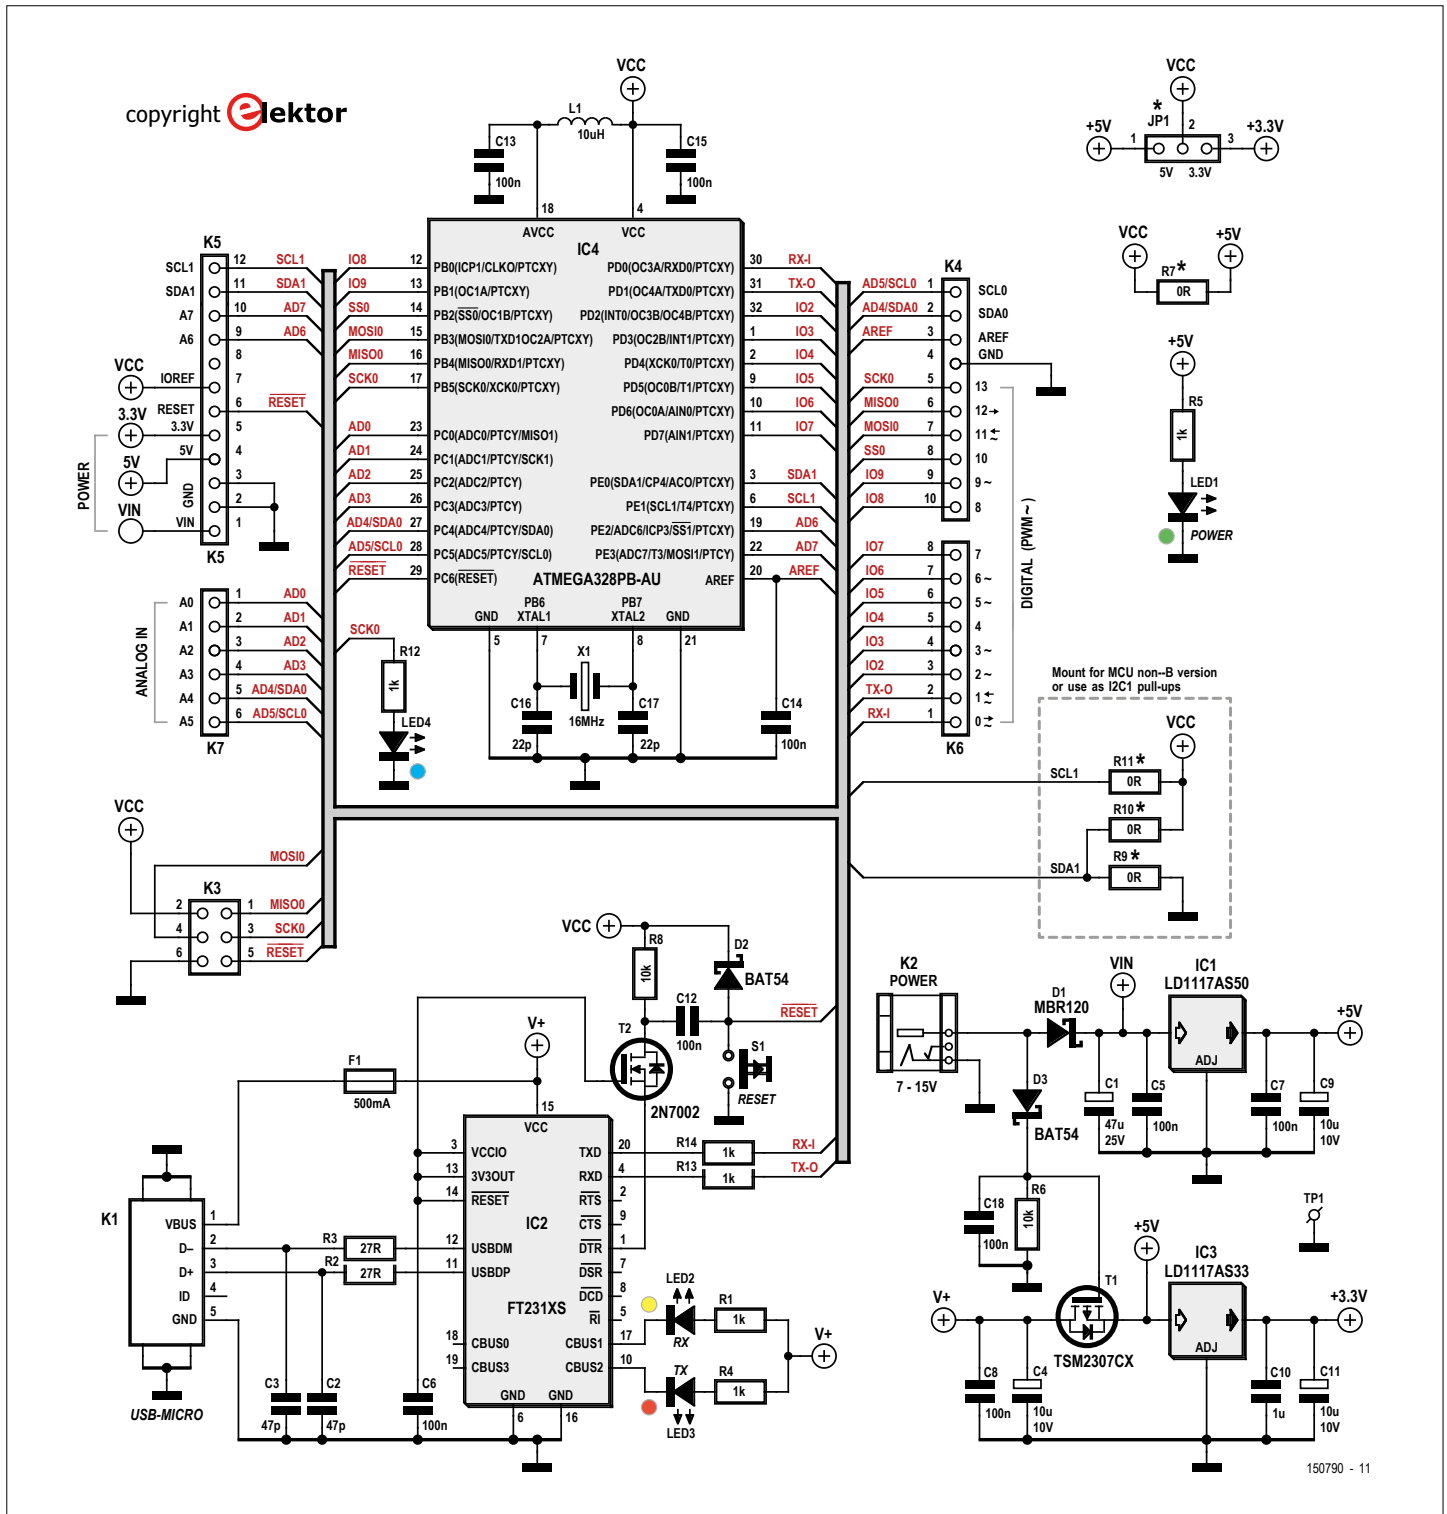 copyright elektor
VCC
L1
10uH
C13
100n
C15
100n
18
4
AVCC
VCC
IC4
12 PB0(ICP1/CLKO/PTCXY)
13 PB1(OC1A/PTCXY)
14 PB2(SS0/OC1B/PTCXY)
15 PB3(MOSI0/TXD1OC2A/PTCXY)
16 PB4(MISO0/RXD1/PTCXY)
17 PB5(SCK0/XCK0/PTCXY)
23 PC0(ADC0/PTCY/MISO1)
24 PC1(ADC1/PTCY/SCK1)
25 PC2(ADC2/PTCY)
26 PC3(ADC3/PTCY)
27 PC4(ADC4/PTCY/SDA0)
28 PC5(ADC5/PTCY/SCL0)
29 PC6(RESET)
PD0(OC3A/RXD0/PTCXY) 30 RX-I
PD1(OC4A/TXD0/PTCXY) 31 TX-O
PD2(INT0/OC3B/OC4B/PTCXY) 32 IO2
PD3(OC2B/INT1/PTCXY) 1 IO3
PD4(XCK0/T0/PTCXY) 2 IO4
PD5(OC0B/T1/PTCXY) 9 IO5
PD6(OC0A/AIN0/PTCXY) 10 IO6
PD7(AIN1/PTCXY) 11 IO7
PE0(SDA1/CP4/ACO/PTCXY) 3 SDA1
PE1(SCL1/T4/PTCXY) 6 SCL1
PE2/ADC6/ICP3/SS1/PTCXY) 19 AD6
PE3(ADC7/T3/MOSI1/PTCY) 22 AD7
AREF 20 AREF
ATMEGA328PB-AU
PB6
XTAL1
PB7
XTAL2
GND
GND
5
7
8
21
IO8
IO9
SS0
MOSI0
MISO0
SCK0
AD0
AD1
AD2
AD3
AD4/SDA0
AD5/SCL0
RESET
X1
16MHz
C16
22p
C17
22p
C14
100n
SCK0
R12
1k
LED4
K5
SCL1 12 SCL1
SDA1 11 SDA1
A7 10 AD7
A6 9 AD6
8
VCC
IOREF 7
RESET 6 RESET
3.3V
3.3V 5
5V
5V 4
3
GND
2
VIN
VIN 1
POWER
K5
A0 1 AD0
A1 2 AD1
A2 3 AD2
A3 4 AD3
A4 5 AD4/SDA0
A5 6 AD5/SCL0
ANALOG IN
K7
VCC
MOSI0
K3
2
4
6
1 MISO0
3 SCK0
5 RESET
VCC
*
JP1
2
+5V 1
3 +3.3V
5V 3.3V
VCC
+5V
R7*
0R
+5V
R5
1k
LED1
POWER
K4
AD5/SCL0 1 SCL0
AD4/SDA0 2 SDA0
AREF 3 AREF
4 GND
SCK0 5 13
MISO0 6 12
MOSI0 7 11 ~
SS0 8 10
IO9 9 9 ~
IO8 10 8
IO7 8 7
IO6 7 6 ~
IO5 6 5 ~
IO4 5 4
IO3 4 3 ~
IO2 3 2 ~
TX-O 2 1 ~
RX-I 1 0 ~
K6
DIGITAL (PWM ~)
Mount for MCU non--B version
or use as I2C1 pull-ups
VCC
SCL1
R11*
0R
R10*
0R
SDA1
R9*
0R
VCC
R8
10k
D2
BAT54
C12
100n
RESET
T2
2N7002
S1
RESET
V+
F1
500mA
15
VCC
3 VCCIO
13 3V3OUT
14 RESET
12 USBDM
11 USBDP
18 CBUS0
19 CBUS3
IC2
FT231XS
TXD 20
RXD 4
RTS 2
CTS 9
DTR 1
DSR 7
DCD 8
RI 5
CBUS1 17
CBUS2 10
GND
GND
6
16
R14
1k
RX-I
R13
1k
TX-O
LED2
RX
R1
1k
TX
LED3
R4
1k
V+
K1
VBUS 1
D– 2
D+ 3
ID 4
GND 5
USB-MICRO
R3
27R
R2
27R
C3
47p
C2
47p
C6
100n
K2
POWER
7 - 15V
D1
MBR120
VIN
IC1
LD1117AS50
ADJ
+5V
D3
BAT54
C1
47u
25V
C5
100n
C7
100n
C9
10u
10V
C18
100n
R6
10k
TP1
T1
TSM2307CX
+5V
IC3
LD1117AS33
ADJ
+3.3V
V+
C8
100n
C4
10u
10V
C10
1u
C11
10u
10V
150790 - 11